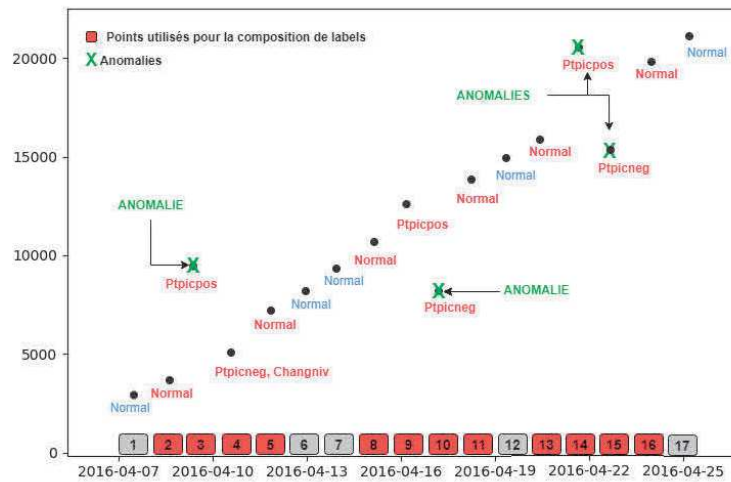 Points utilisés pour la composition de labels
Anomalies
20000
15000
10000
5000
0
Ptpicpos
Normal
Normal
ANOMALIES
Normal
Ptpicneg
Normal
Normal
ANOMALIE
Ptpicpos
Normal
Ptpicpos
Normal
Normal
Normal
ANOMALIE
Ptpicneg
Ptpicneg, Changniv
Normal
Normal
1 2 3 4 5 6 7 8 9 10 11 12 13 14 15 16 17
2016-04-07 2016-04-10 2016-04-13 2016-04-16 2016-04-19 2016-04-22 2016-04-25